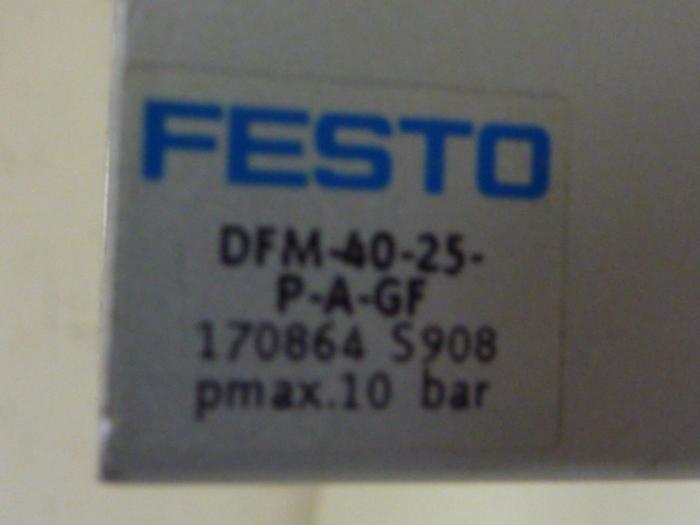 FESTO
DFM-40-25-
P-A-GF
170864 S908
pmax.10 bar